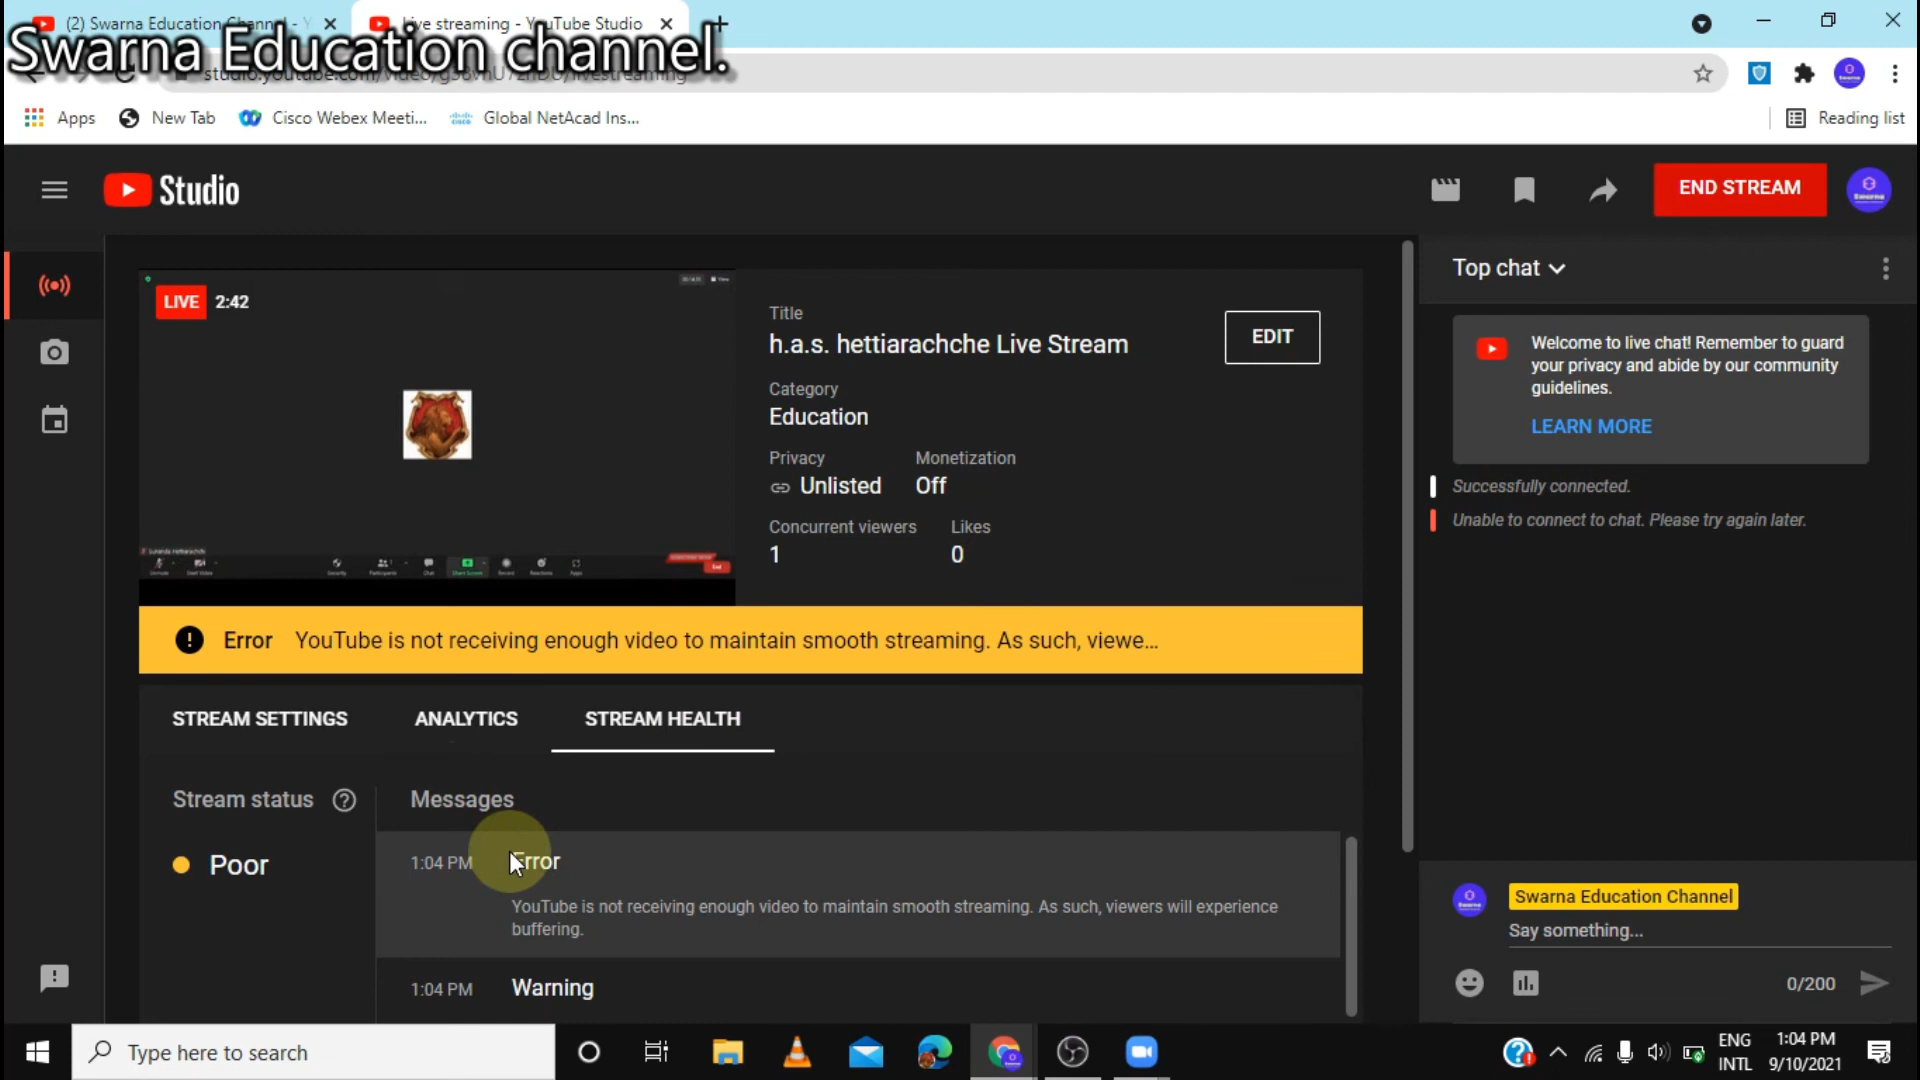 (2) Swarna Education Channel - Y
Live streaming - YouTube Studio
Swarna Education channel.
Apps
New Tab
Cisco Webex Meeti...
Global NetAcad Ins...
Reading list
Studio
END STREAM
LIVE 2:42
Title
h.a.s. hettiarachche Live Stream
EDIT
Category
Education
Privacy
Monetization
Unlisted
Off
Concurrent viewers
Likes
1
0
Error YouTube is not receiving enough video to maintain smooth streaming. As such, viewe...
STREAM SETTINGS
ANALYTICS
STREAM HEALTH
Stream status
Messages
Poor
1:04 PM
Error
YouTube is not receiving enough video to maintain smooth streaming. As such, viewers will experience
buffering.
1:04 PM
Warning
Top chat
Welcome to live chat! Remember to guard
your privacy and abide by our community
guidelines.
LEARN MORE
Successfully connected.
Unable to connect to chat. Please try again later.
Swarna Education Channel
Say something...
0/200
Type here to search
ENG
INTL
1:04 PM
9/10/2021